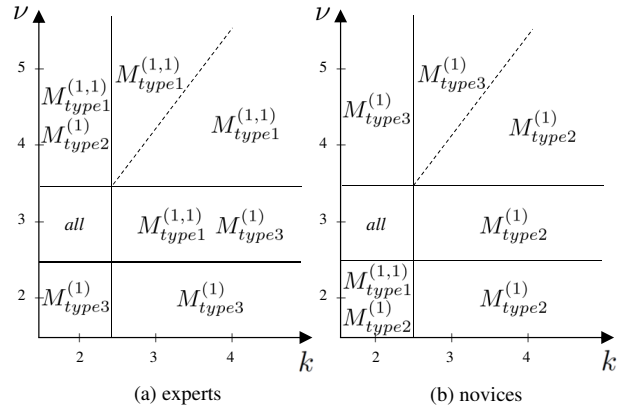 ν
5
4
3
2
M_{type1}^{(1,1)}
M_{type2}^{(1)}
M_{type1}^{(1,1)}
M_{type1}^{(1,1)}
all
M_{type1}^{(1,1)} M_{type3}^{(1)}
M_{type3}^{(1)}
M_{type3}^{(1)}
2 3 4
k
(a) experts
ν
5
4
3
2
M_{type3}^{(1)}
M_{type3}^{(1)}
M_{type2}^{(1)}
all
M_{type2}^{(1)}
M_{type1}^{(1,1)}
M_{type2}^{(1)}
M_{type2}^{(1)}
2 3 4
k
(b) novices